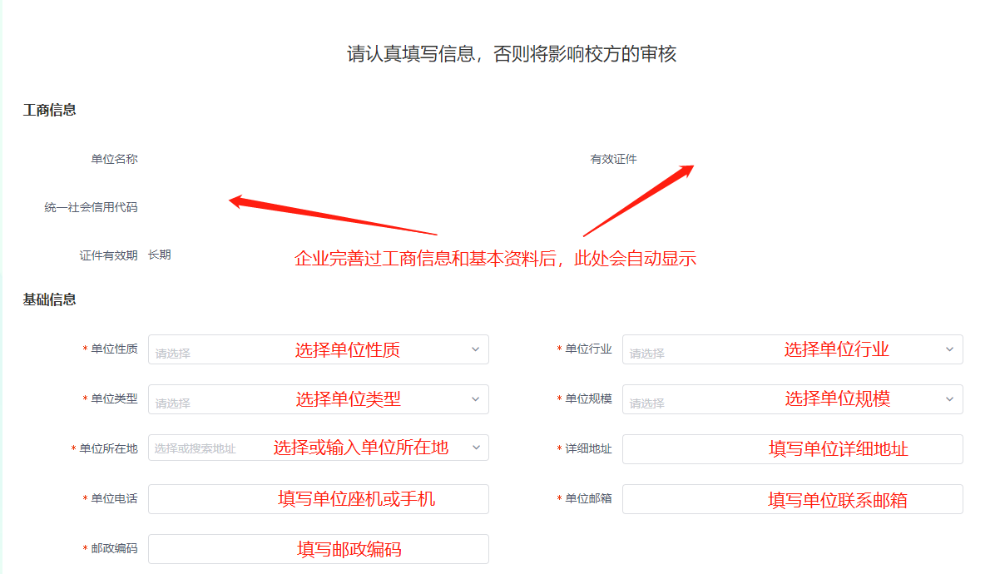 请认真填写信息，否则将影响校方的审核
工商信息
单位名称
有效证件
统一社会信用代码
证件有效期 长期
企业完善过工商信息和基本资料后，此处会自动显示
基础信息
* 单位性质 请选择 选择单位性质
* 单位行业 请选择 选择单位行业
* 单位类型 请选择 选择单位类型
* 单位规模 请选择 选择单位规模
* 单位所在地 选择或搜索地址 选择或输入单位所在地
* 详细地址 填写单位详细地址
* 单位电话 填写单位座机或手机
* 单位邮箱 填写单位联系邮箱
* 邮政编码 填写邮政编码